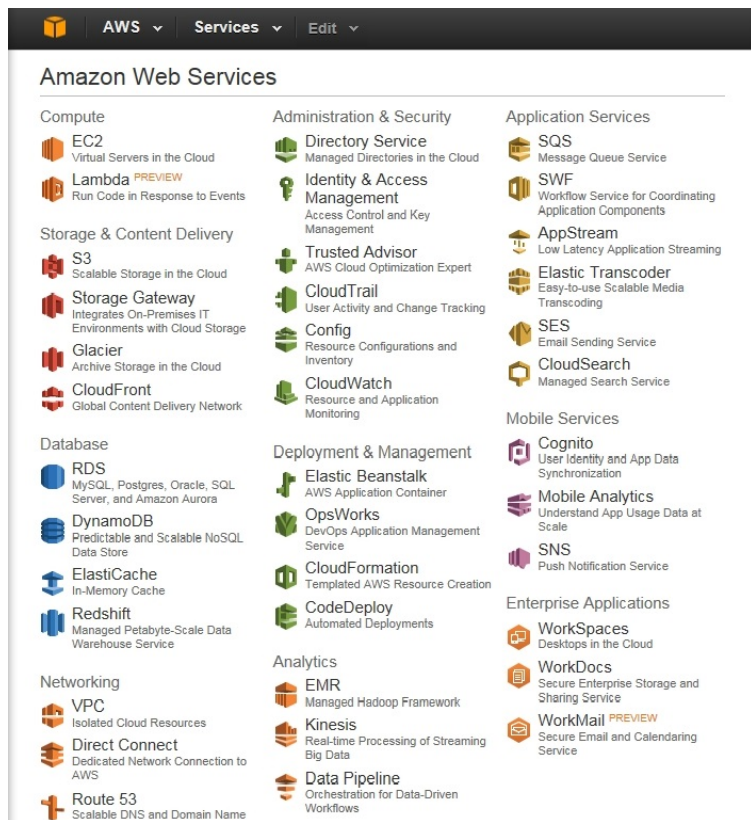 AWS Services Edit
Amazon Web Services
Compute
EC2
Virtual Servers in the Cloud
Lambda PREVIEW
Run Code in Response to Events
Storage & Content Delivery
S3
Scalable Storage in the Cloud
Storage Gateway
Integrates On-Premises IT
Environments with Cloud Storage
Glacier
Archive Storage in the Cloud
CloudFront
Global Content Delivery Network
Database
RDS
MySQL, Postgres, Oracle, SQL
Server, and Amazon Aurora
DynamoDB
Predictable and Scalable NoSQL
Data Store
ElastiCache
In-Memory Cache
Redshift
Managed Petabyte-Scale Data
Warehouse Service
Networking
VPC
Isolated Cloud Resources
Direct Connect
Dedicated Network Connection to
AWS
Route 53
Scalable DNS and Domain Name
Administration & Security
Directory Service
Managed Directories in the Cloud
Identity & Access
Management
Access Control and Key
Management
Trusted Advisor
AWS Cloud Optimization Expert
CloudTrail
User Activity and Change Tracking
Config
Resource Configurations and
Inventory
CloudWatch
Resource and Application
Monitoring
Deployment & Management
Elastic Beanstalk
AWS Application Container
OpsWorks
DevOps Application Management
Service
CloudFormation
Templated AWS Resource Creation
CodeDeploy
Automated Deployments
Analytics
EMR
Managed Hadoop Framework
Kinesis
Real-time Processing of Streaming
Big Data
Data Pipeline
Orchestration for Data-Driven
Workflows
Application Services
SQS
Message Queue Service
SWF
Workflow Service for Coordinating
Application Components
AppStream
Low Latency Application Streaming
Elastic Transcoder
Easy-to-use Scalable Media
Transcoding
SES
Email Sending Service
CloudSearch
Managed Search Service
Mobile Services
Cognito
User Identity and App Data
Synchronization
Mobile Analytics
Understand App Usage Data at
Scale
SNS
Push Notification Service
Enterprise Applications
WorkSpaces
Desktops in the Cloud
WorkDocs
Secure Enterprise Storage and
Sharing Service
WorkMail PREVIEW
Secure Email and Calendaring
Service